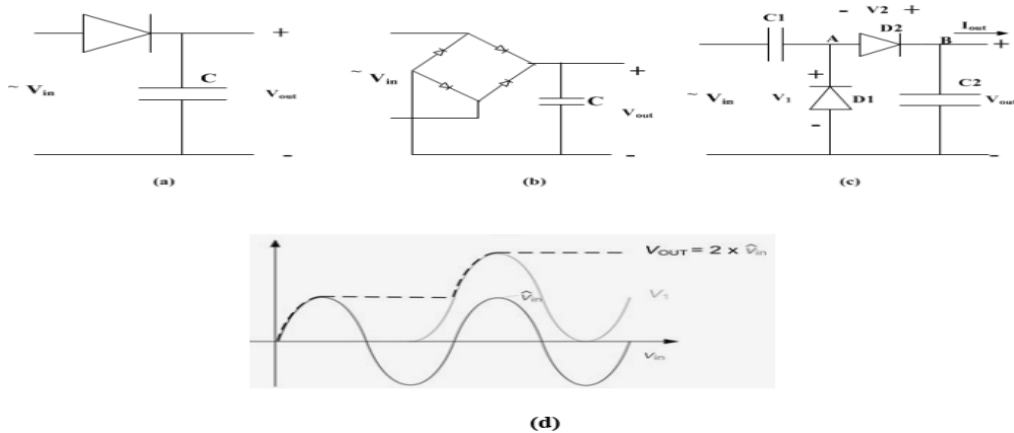 C
~ Vin
Vout
+
-
(a)
~ Vin
C
+
Vout
-
(b)
C1
- V2 +
D2
Iout
A
B
+
+
C2
~ Vin
V1
D1
Vout
-
-
(c)
VOUT = 2 x v̂in
V1
v̂in
vin
(d)